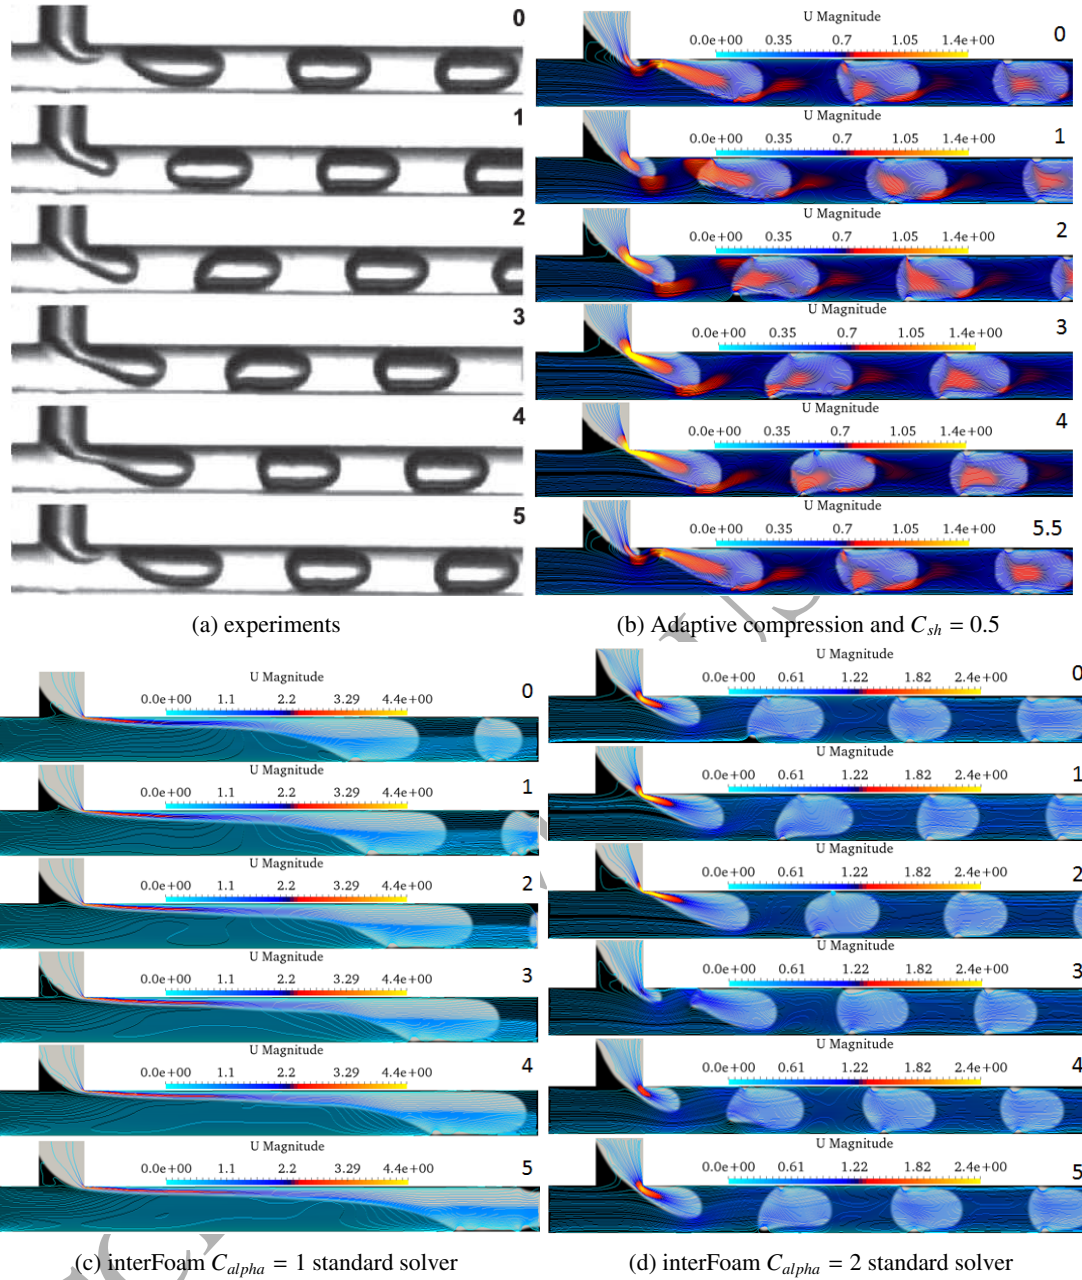 0
1
2
3
4
5
(a) experiments
U Magnitude
0.0e+00 0.35 0.7 1.05 1.4e+00
0
U Magnitude
0.0e+00 0.35 0.7 1.05 1.4e+00
1
U Magnitude
0.0e+00 0.35 0.7 1.05 1.4e+00
2
U Magnitude
0.0e+00 0.35 0.7 1.05 1.4e+00
3
U Magnitude
0.0e+00 0.35 0.7 1.05 1.4e+00
4
U Magnitude
0.0e+00 0.35 0.7 1.05 1.4e+00
5.5
(b) Adaptive compression and C_sh = 0.5
U Magnitude
0.0e+00 1.1 2.2 3.29 4.4e+00
0
U Magnitude
0.0e+00 1.1 2.2 3.29 4.4e+00
1
U Magnitude
0.0e+00 1.1 2.2 3.29 4.4e+00
2
U Magnitude
0.0e+00 1.1 2.2 3.29 4.4e+00
3
U Magnitude
0.0e+00 1.1 2.2 3.29 4.4e+00
4
U Magnitude
0.0e+00 1.1 2.2 3.29 4.4e+00
5
(c) interFoam C_alpha = 1 standard solver
U Magnitude
0.0e+00 0.61 1.22 1.82 2.4e+00
0
U Magnitude
0.0e+00 0.61 1.22 1.82 2.4e+00
1
U Magnitude
0.0e+00 0.61 1.22 1.82 2.4e+00
2
U Magnitude
0.0e+00 0.61 1.22 1.82 2.4e+00
3
U Magnitude
0.0e+00 0.61 1.22 1.82 2.4e+00
4
U Magnitude
0.0e+00 0.61 1.22 1.82 2.4e+00
5
(d) interFoam C_alpha = 2 standard solver